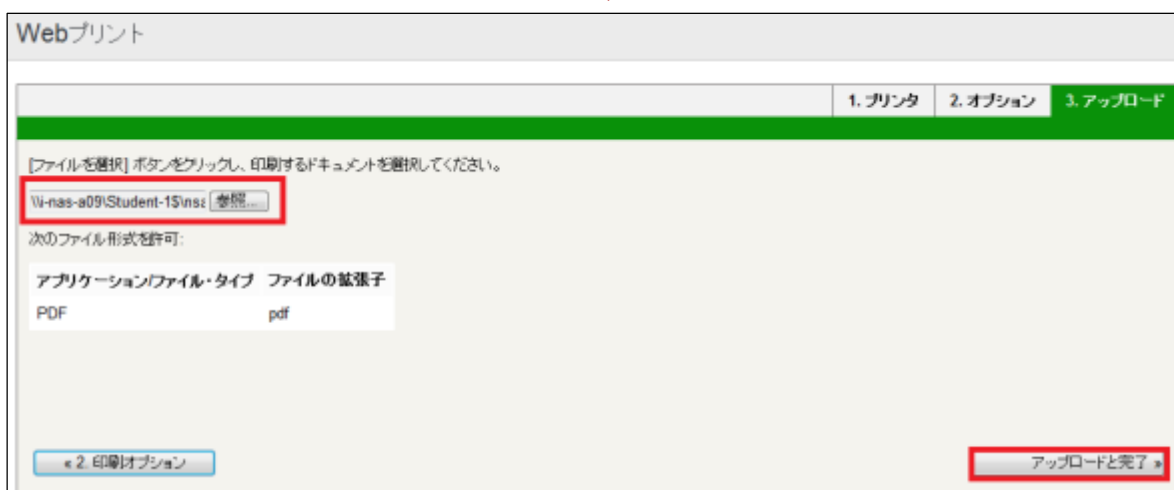 Webプリント
1. プリンタ 2. オプション 3. アップロード
[ファイルを選択] ボタンをクリックし、印刷するドキュメントを選択してください。
\\i-nas-a09\Student-1$\nsa 参照...
次のファイル形式を許可:
アプリケーション/ファイル・タイプ ファイルの拡張子
PDF pdf
« 2. 印刷オプション アップロードと完了 »